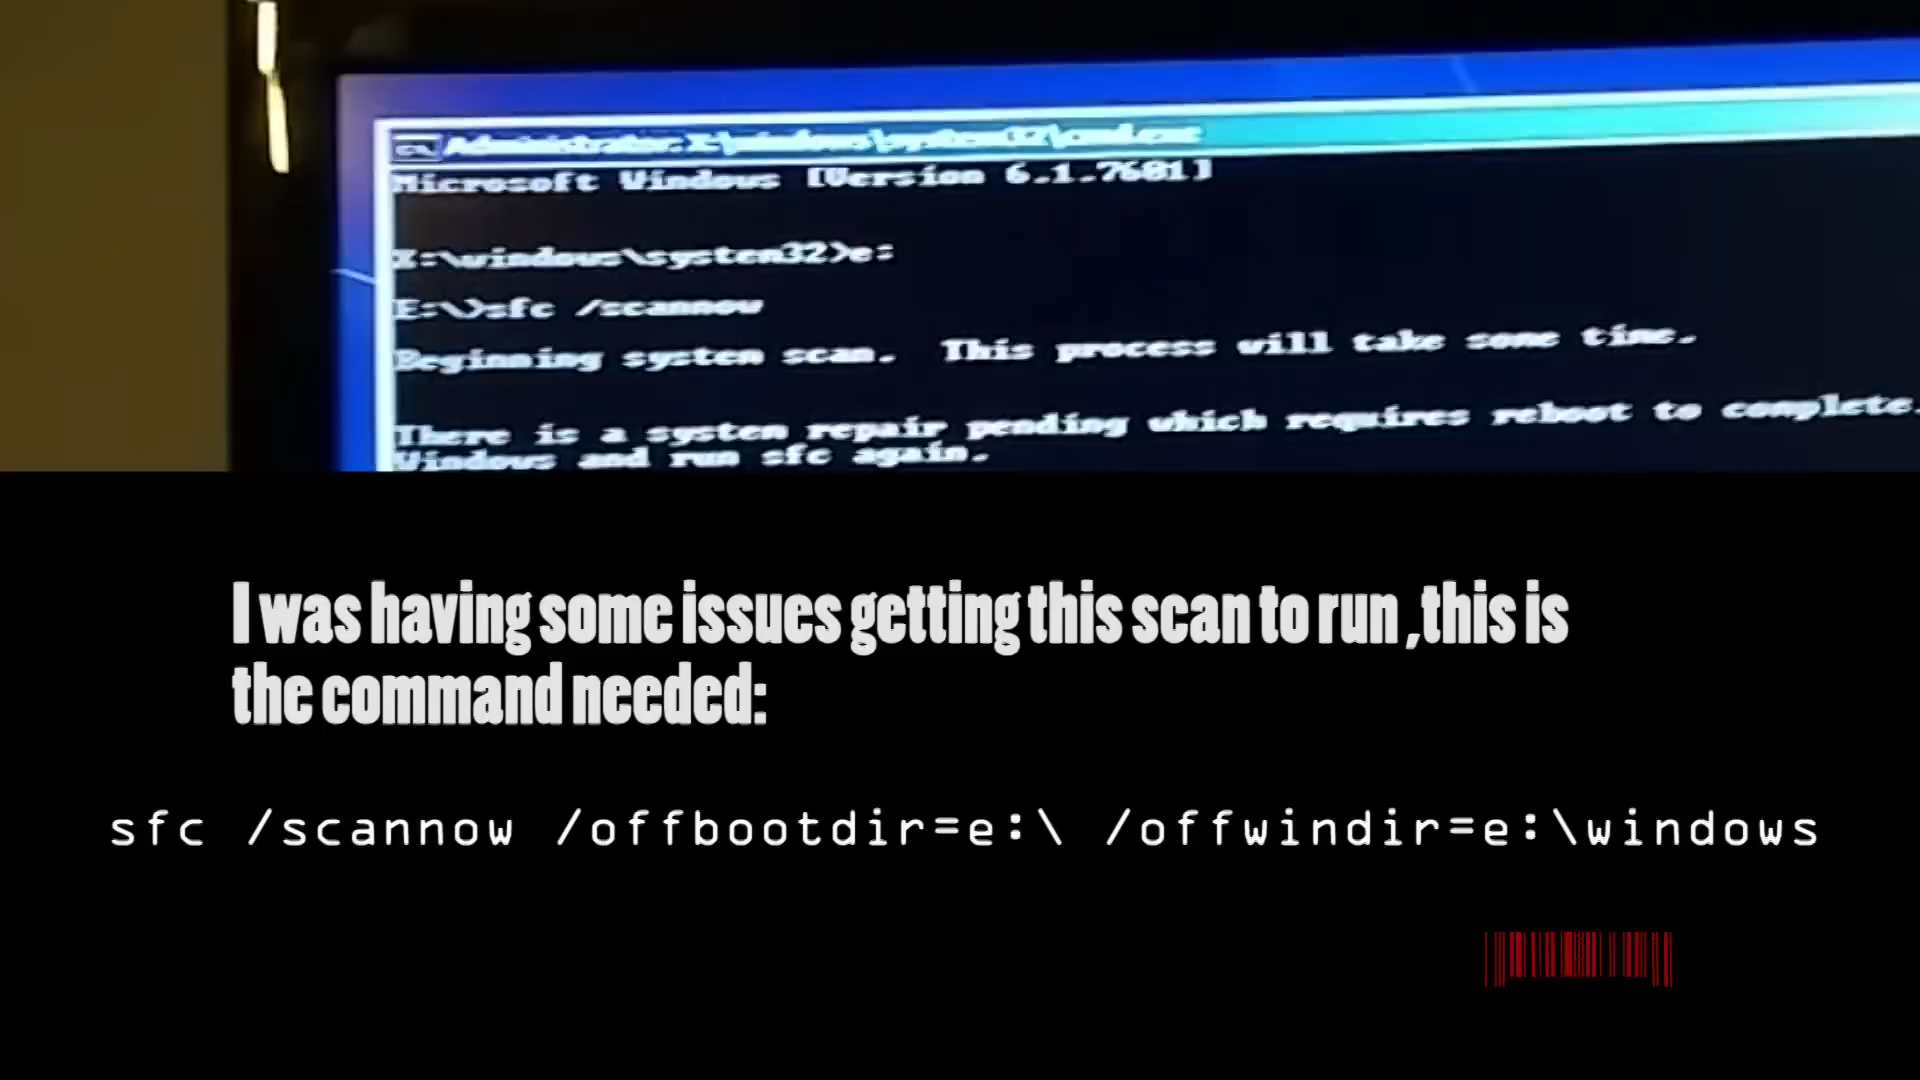 Administrator: X:\windows\system32\cmd.exe
Microsoft Windows [Version 6.1.7601]
X:\windows\system32>e:
E:\>sfc /scannow
Beginning system scan.  This process will take some time.
There is a system repair pending which requires reboot to complete.
Windows and run sfc again.
I was having some issues getting this scan to run ,this is
the command needed:
sfc /scannow /offbootdir=e:\ /offwindir=e:\windows